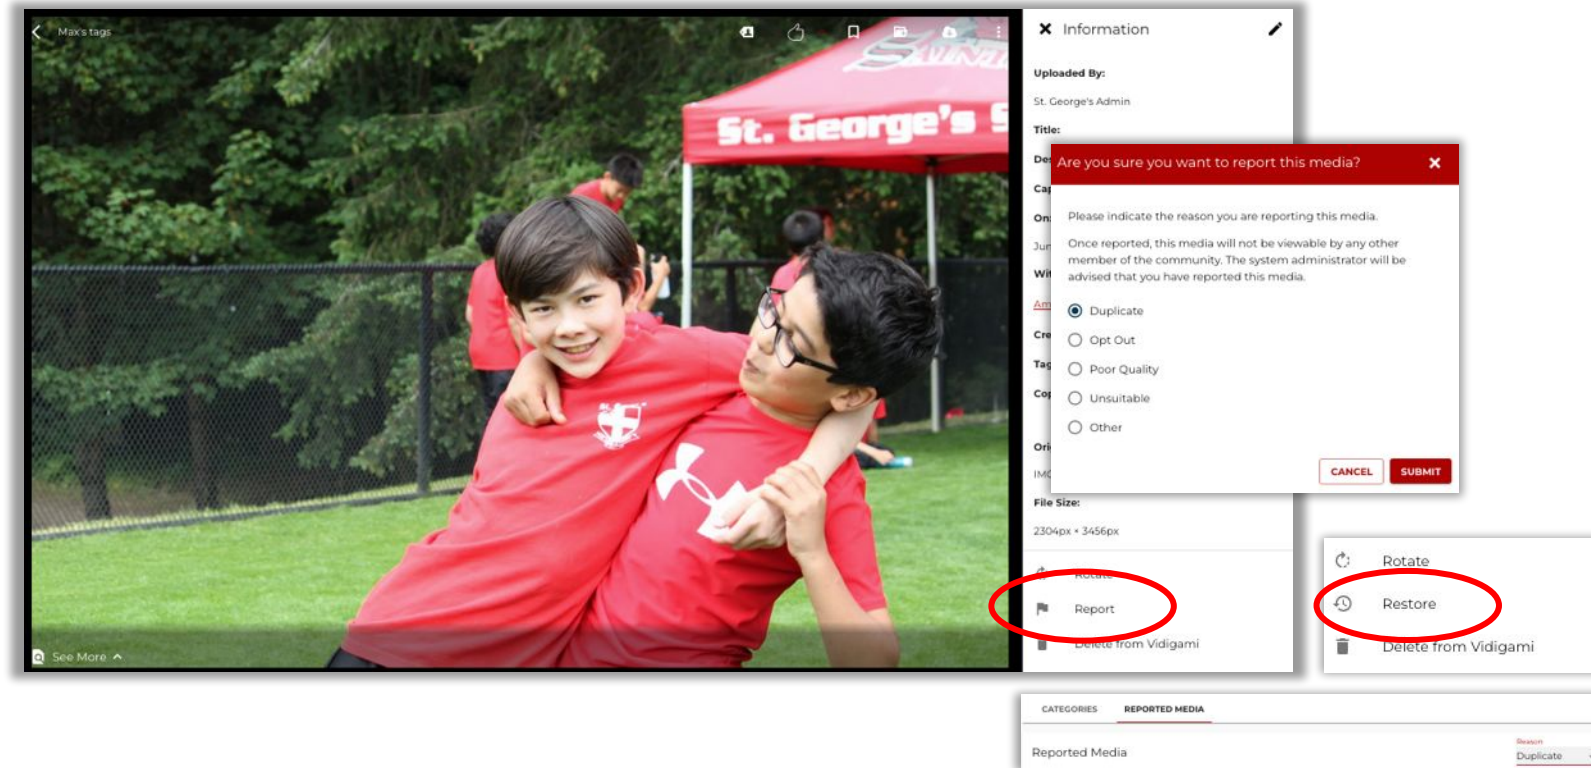 Max's tags
St. George's S
See More
Information
Uploaded By:
St. George's Admin
Title:
On:
File Size:
2304px × 3456px
Rotate
Report
Delete from Vidigami
Are you sure you want to report this media?
Please indicate the reason you are reporting this media.
Once reported, this media will not be viewable by any other
member of the community. The system administrator will be
advised that you have reported this media.
Duplicate
Opt Out
Poor Quality
Unsuitable
Other
CANCEL SUBMIT
Rotate
Restore
Delete from Vidigami
CATEGORIES REPORTED MEDIA
Reported Media
Reason
Duplicate